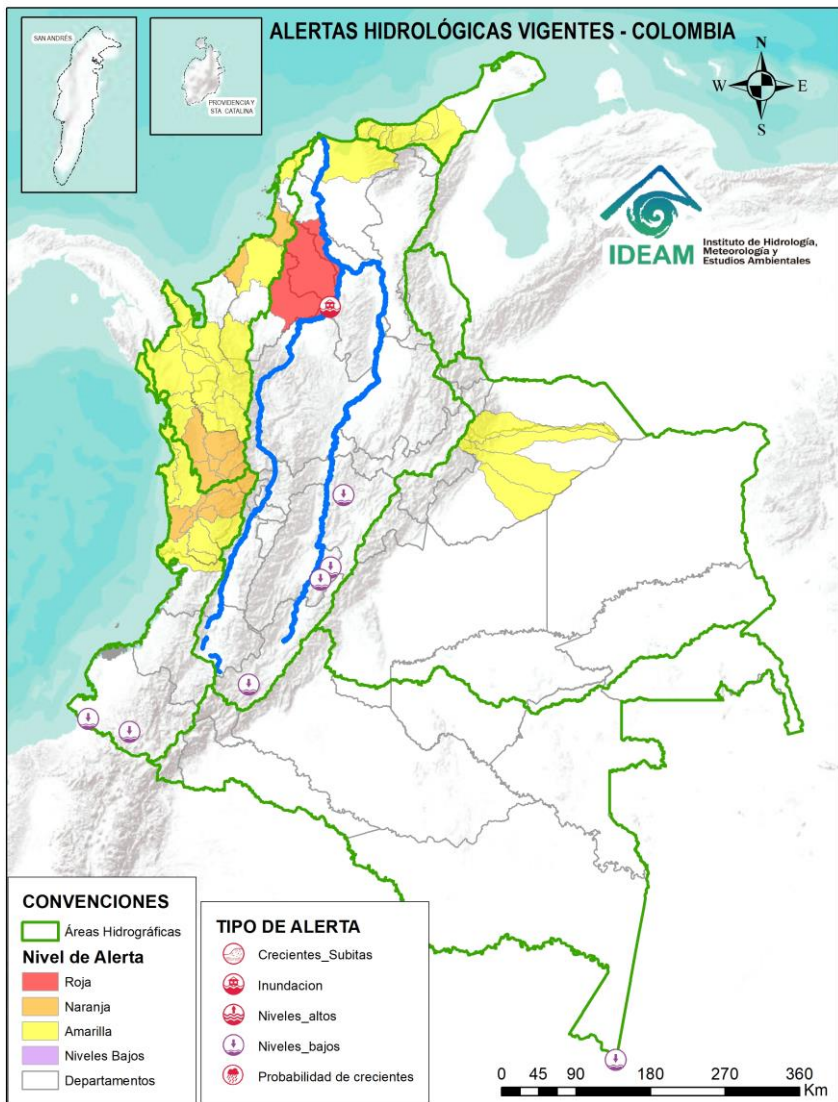 ALERTAS HIDROLÓGICAS VIGENTES - COLOMBIA
SAN ANDRÉS
PROVIDENCIA Y
STA. CATALINA
N
W
E
S
IDEAM
Instituto de Hidrología,
Meteorología y
Estudios Ambientales
CONVENCIONES
Áreas Hidrográficas
Nivel de Alerta
Roja
Naranja
Amarilla
Niveles Bajos
Departamentos
TIPO DE ALERTA
Crecientes_Subitas
Inundacion
Niveles_altos
Niveles_bajos
Probabilidad de crecientes
0 45 90 180 270 360
Km